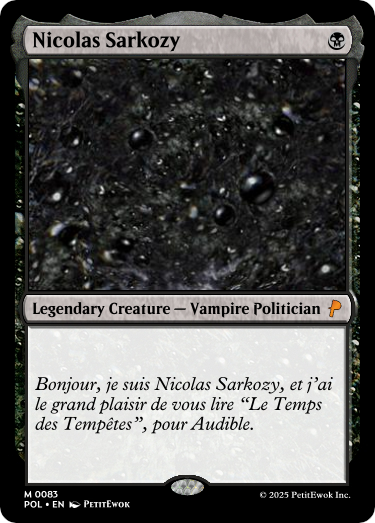 Nicolas Sarkozy
Legendary Creature — Vampire Politician
Bonjour, je suis Nicolas Sarkozy, et j’ai
le grand plaisir de vous lire “Le Temps
des Tempêtes”, pour Audible.
M 0083
POL • EN PetitEwok
© 2025 PetitEwok Inc.